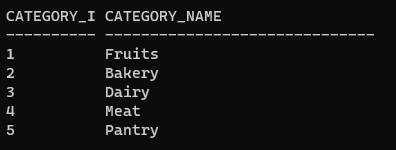 CATEGORY_I CATEGORY_NAME
---------- ------------------------------
1          Fruits
2          Bakery
3          Dairy
4          Meat
5          Pantry